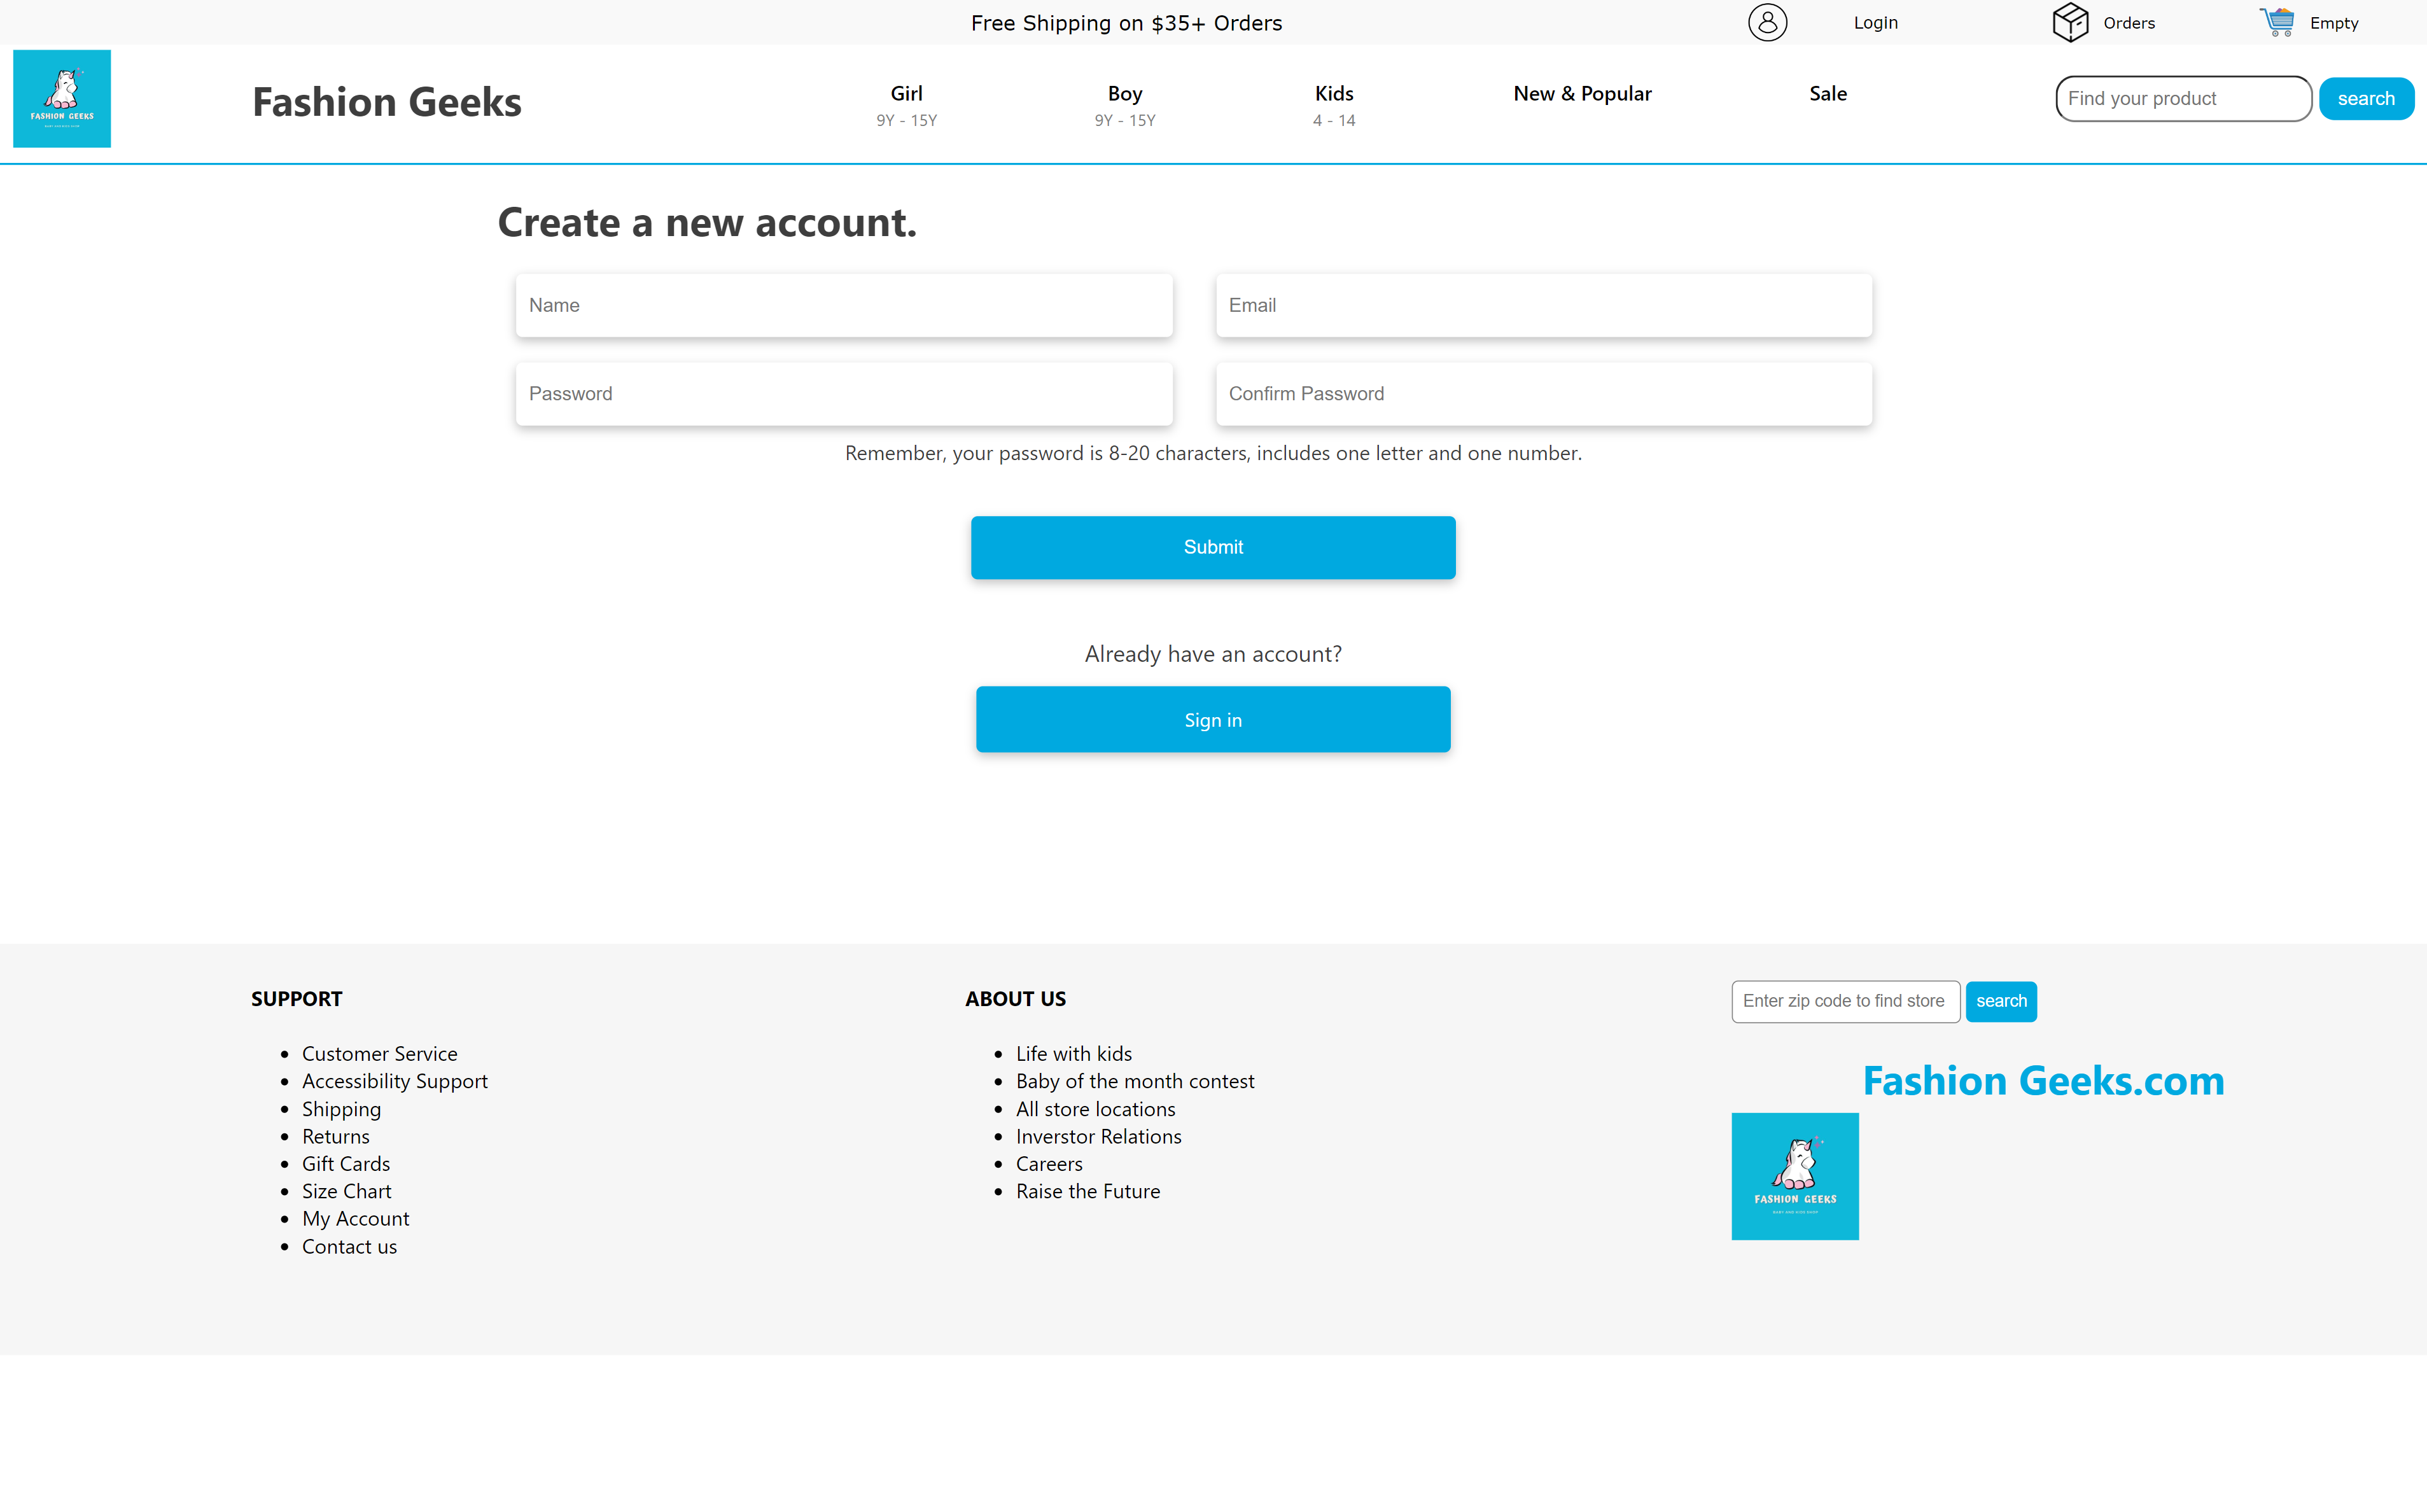 Free Shipping on $35+ Orders
Login
Orders
Empty
FASHION GEEKS
Fashion Geeks
Girl
9Y - 15Y
Boy
9Y - 15Y
Kids
4 - 14
New & Popular
Sale
Find your product
search
Create a new account.
Name
Email
Password
Confirm Password
Remember, your password is 8-20 characters, includes one letter and one number.
Submit
Already have an account?
Sign in
SUPPORT
Customer Service
Accessibility Support
Shipping
Returns
Gift Cards
Size Chart
My Account
Contact us
ABOUT US
Life with kids
Baby of the month contest
All store locations
Inverstor Relations
Careers
Raise the Future
Enter zip code to find store
search
Fashion Geeks.com
FASHION GEEKS
BABY AND KIDS SHOP